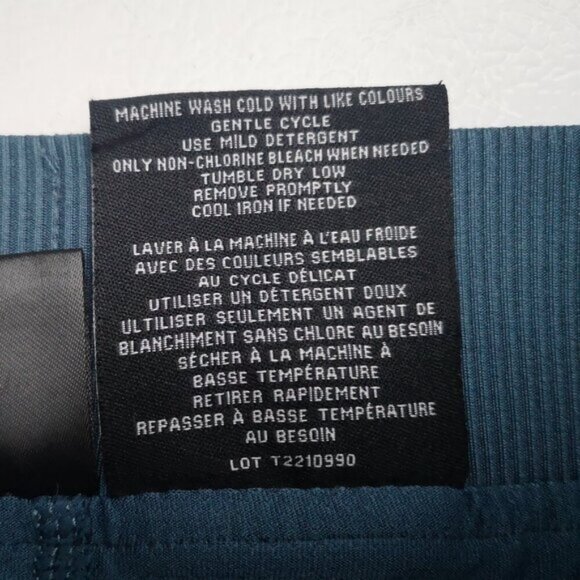 MACHINE WASH COLD WITH LIKE COLOURS
GENTLE CYCLE
USE MILD DETERGENT
ONLY NON-CHLORINE BLEACH WHEN NEEDED
TUMBLE DRY LOW
REMOVE PROMPTLY
COOL IRON IF NEEDED
LAVER À LA MACHINE À L'EAU FROIDE
AVEC DES COULEURS SEMBLABLES
AU CYCLE DÉLICAT
UTILISER UN DÉTERGENT DOUX
ULTILISER SEULEMENT UN AGENT DE
BLANCHIMENT SANS CHLORE AU BESOIN
SÉCHER À LA MACHINE À
BASSE TEMPÉRATURE
RETIRER RAPIDEMENT
REPASSER À BASSE TEMPÉRATURE
AU BESOIN
LOT T2210990